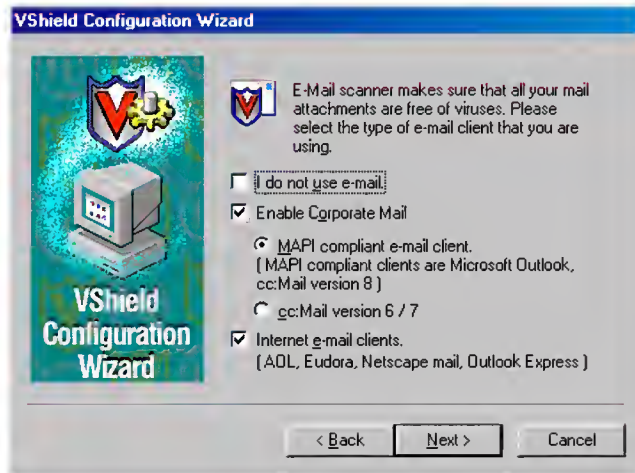 VShield Configuration Wizard
V
VShield
Configuration
Wizard
V
E-Mail scanner makes sure that all your mail
attachments are free of viruses. Please
select the type of e-mail client that you are
using.
I do not use e-mail.
Enable Corporate Mail
MAPI compliant e-mail client.
( MAPI compliant clients are Microsoft Outlook,
cc:Mail version 8 )
cc:Mail version 6 / 7
Internet e-mail clients.
( AOL, Eudora, Netscape mail, Outlook Express )
< Back
Next >
Cancel